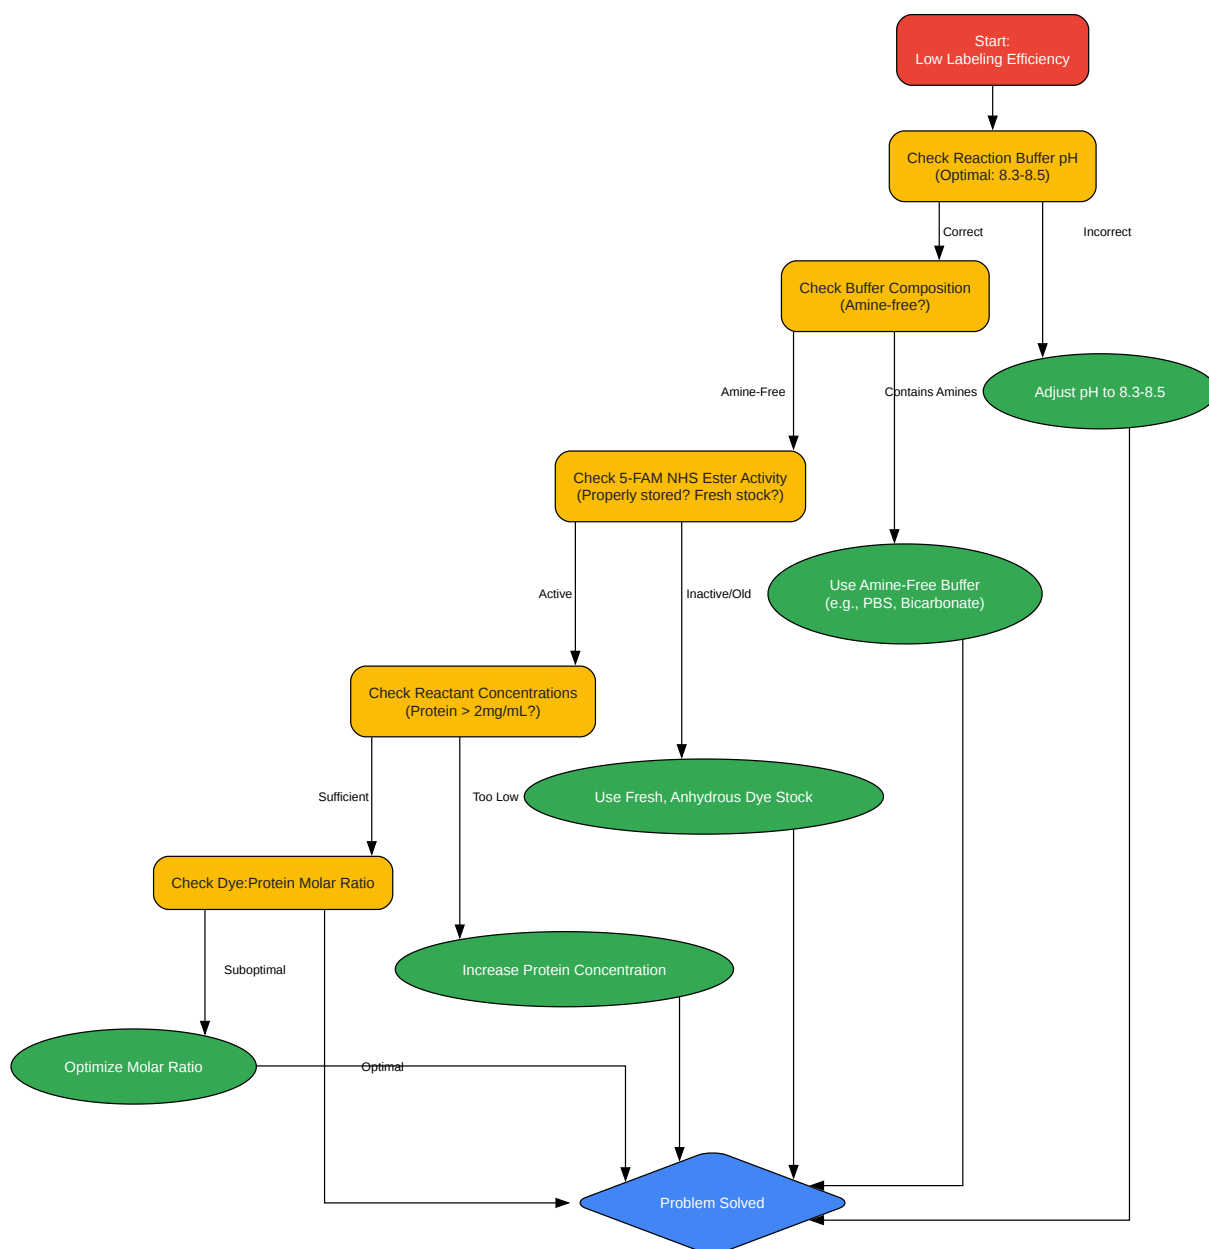 Start:
Low Labeling Efficiency
Check Reaction Buffer pH
(Optimal: 8.3-8.5)
Correct
Incorrect
Check Buffer Composition
(Amine-free?)
Amine-Free
Contains Amines
Adjust pH to 8.3-8.5
Check 5-FAM NHS Ester Activity
(Properly stored? Fresh stock?)
Active
Inactive/Old
Use Amine-Free Buffer
(e.g., PBS, Bicarbonate)
Check Reactant Concentrations
(Protein > 2mg/mL?)
Sufficient
Too Low
Use Fresh, Anhydrous Dye Stock
Check Dye:Protein Molar Ratio
Suboptimal
Increase Protein Concentration
Optimize Molar Ratio
Optimal
Problem Solved